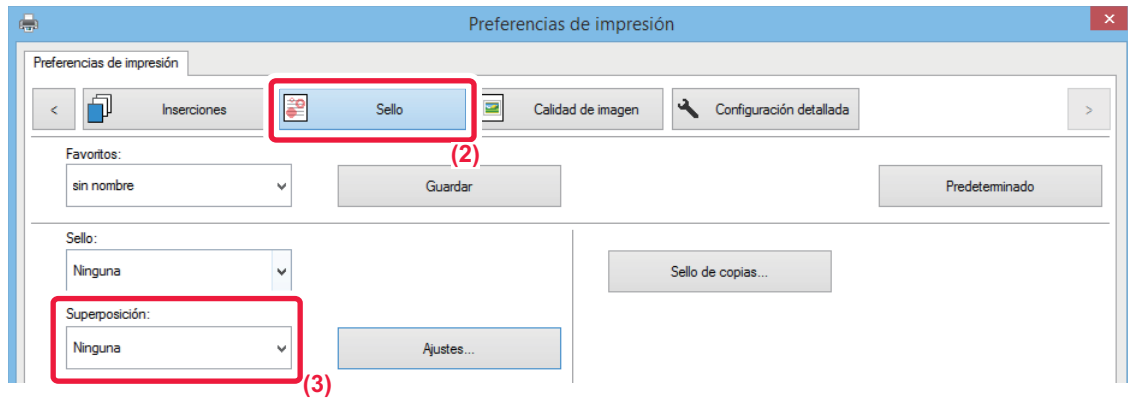 Preferencias de impresión
Preferencias de impresión
< Inserciones Sello Calidad de imagen Configuración detallada >
(2)
Favoritos:
sin nombre Guardar Predeterminado
Sello:
Ninguna Sello de copias...
Superposición:
Ninguna Ajustes...
(3)